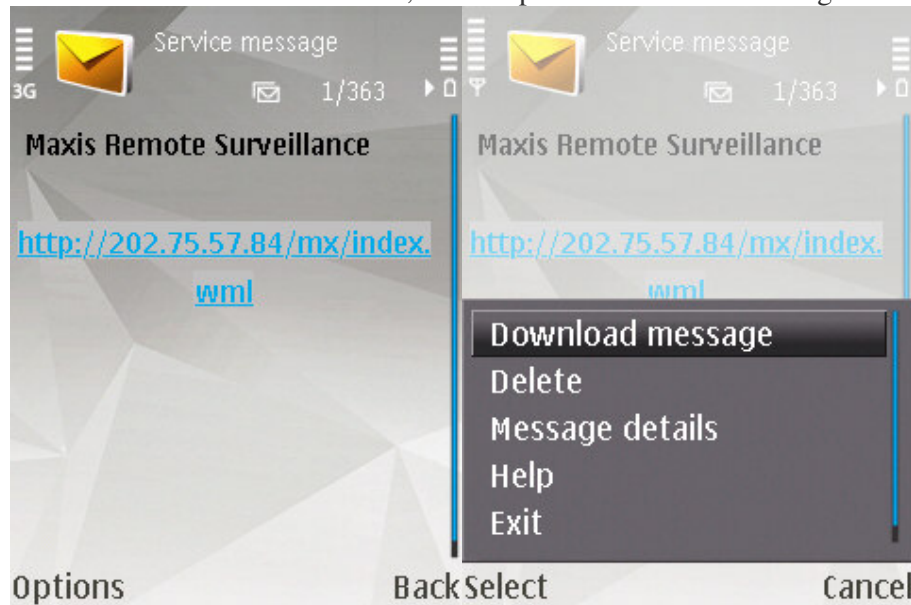 Service message
3G
1/363
Maxis Remote Surveillance
http://202.75.57.84/mx/index.
wml
Options
Back
Service message
1/363
Maxis Remote Surveillance
http://202.75.57.84/mx/index.
wml
Download message
Delete
Message details
Help
Exit
Select
Cancel